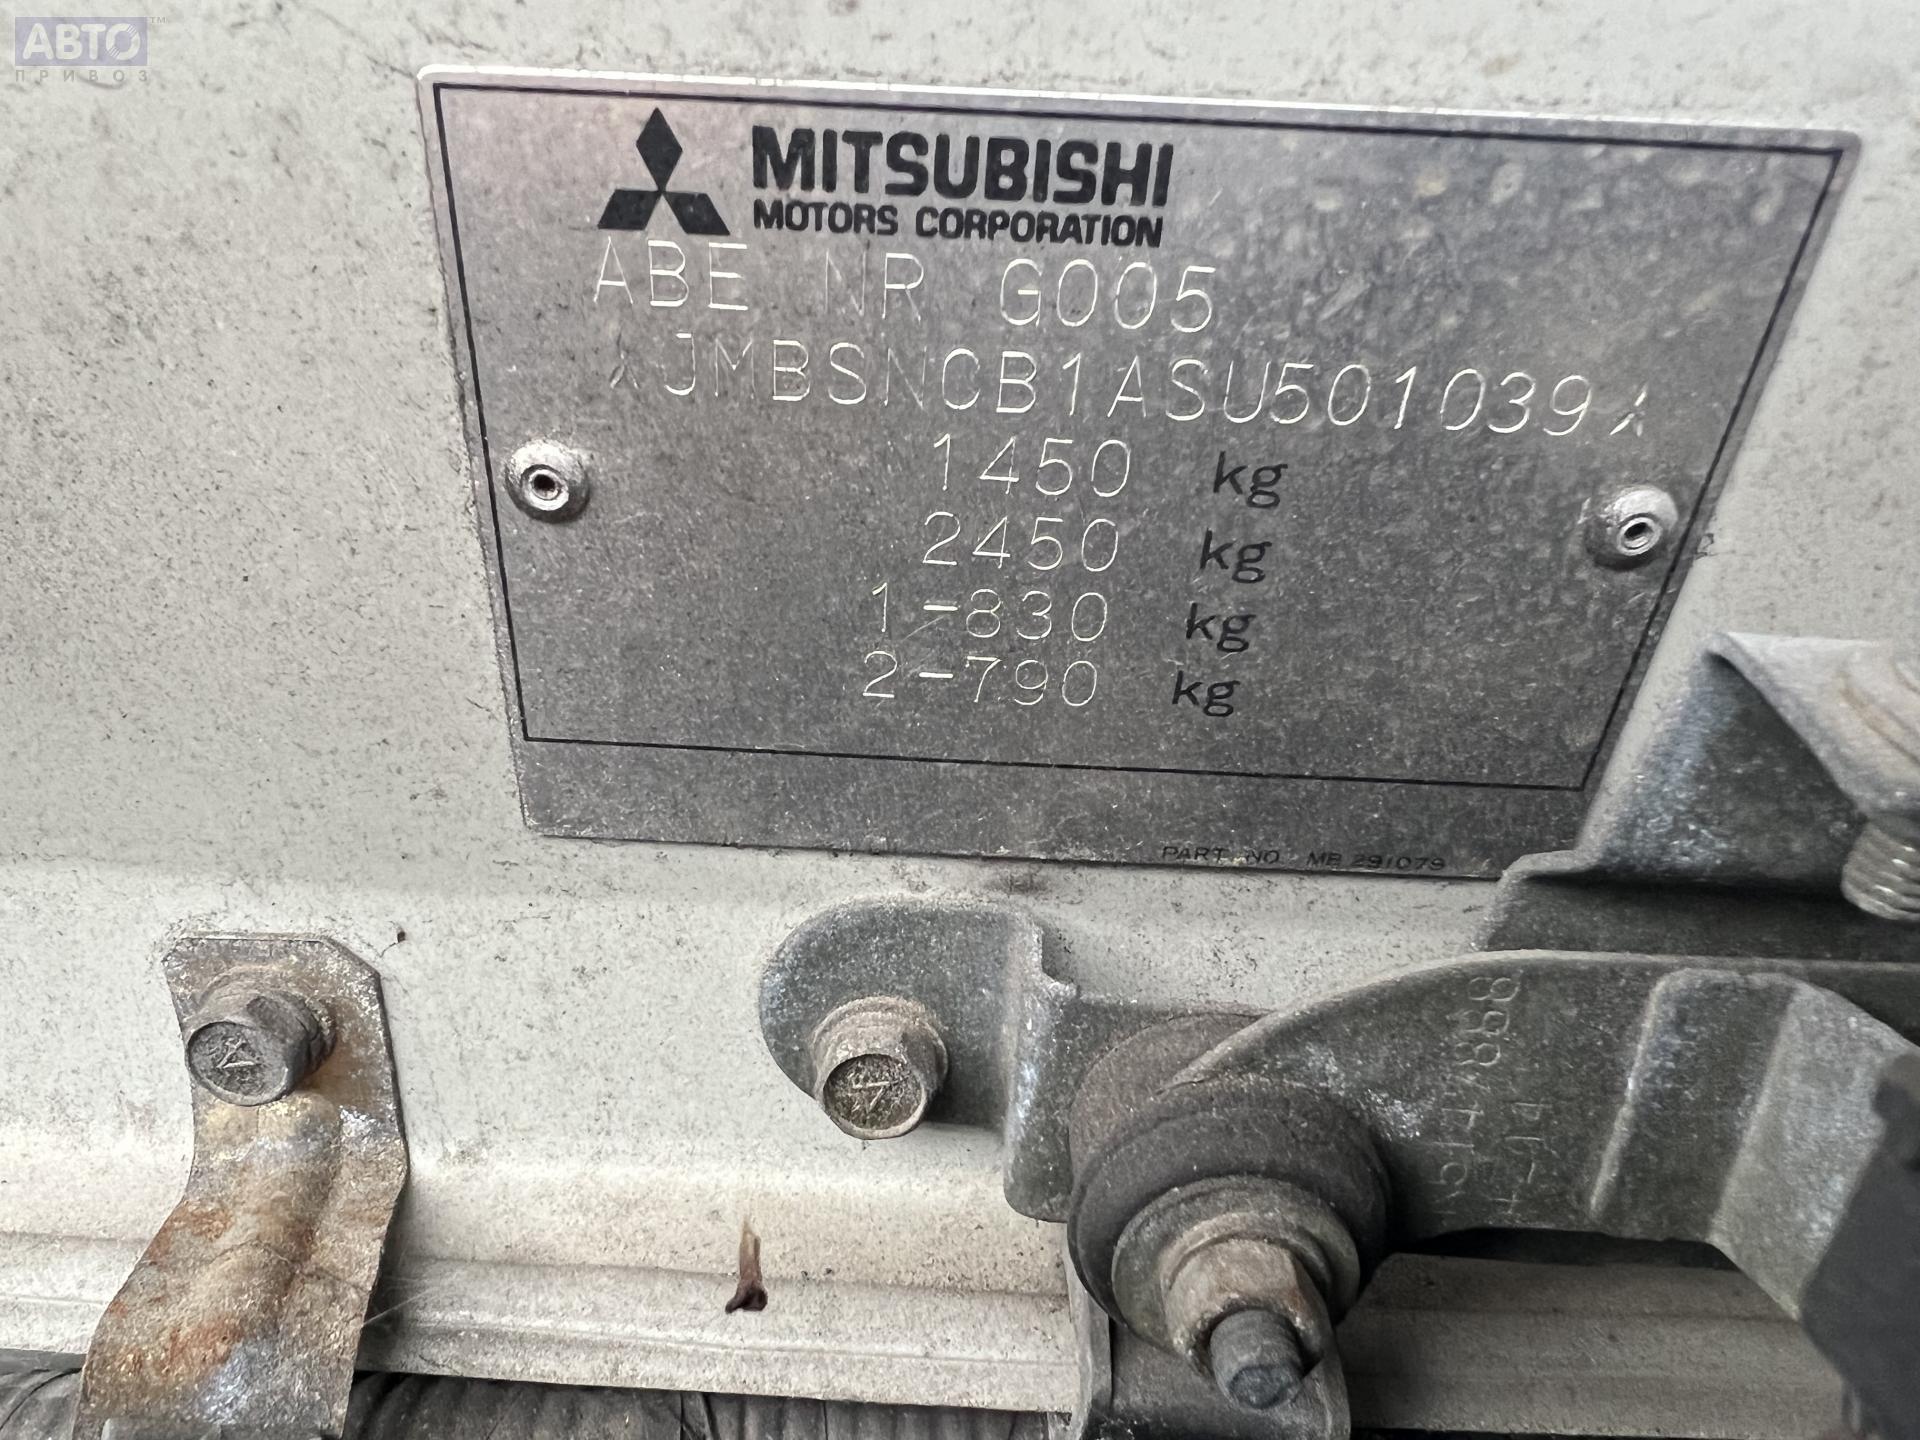 АВТО™
ПРИВОЗ
MITSUBISHI
MOTORS CORPORATION
ABE NR G005
JMBSNCB1ASU501039
1450 kg
2450 kg
1-830 kg
2-790 kg
PART NO MB 291079